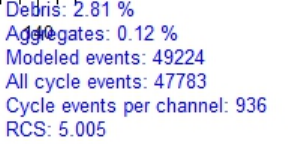 Debris: 2.81 %
Aggregates: 0.12 %
140
Modeled events: 49224
All cycle events: 47783
Cycle events per channel: 936
RCS: 5.005